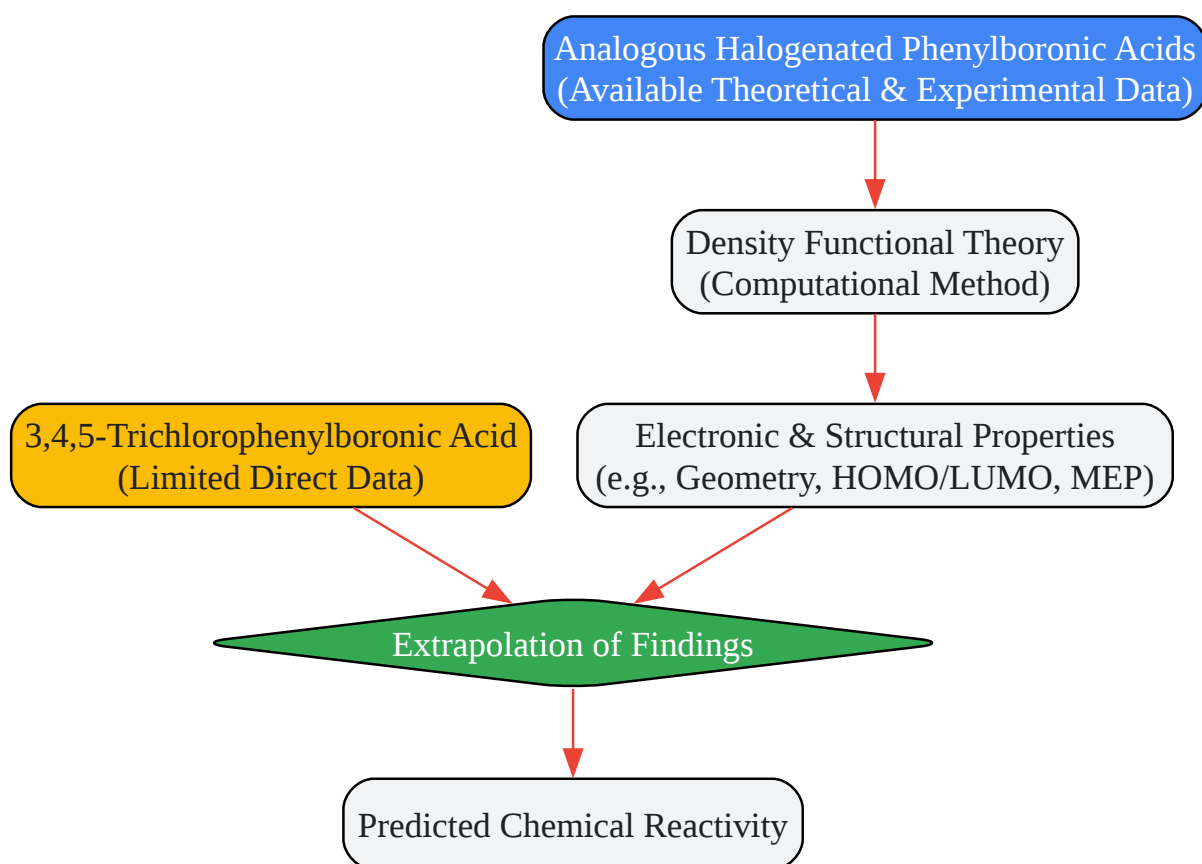 Analogous Halogenated Phenylboronic Acids
(Available Theoretical & Experimental Data)
Density Functional Theory
(Computational Method)
3,4,5-Trichlorophenylboronic Acid
(Limited Direct Data)
Electronic & Structural Properties
(e.g., Geometry, HOMO/LUMO, MEP)
Extrapolation of Findings
Predicted Chemical Reactivity